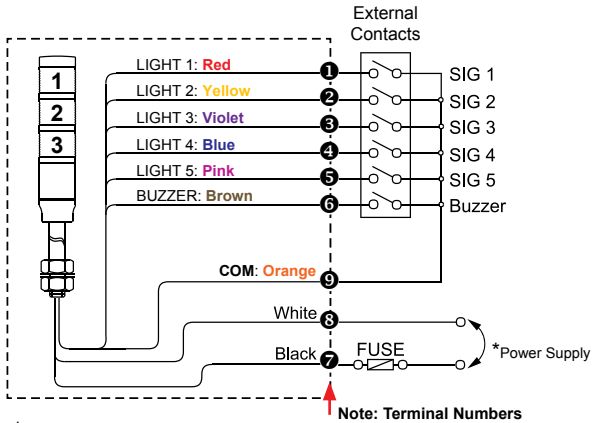 External
Contacts
1
2
3
LIGHT 1: Red
1
SIG 1
LIGHT 2: Yellow
2
SIG 2
LIGHT 3: Violet
3
SIG 3
LIGHT 4: Blue
4
SIG 4
LIGHT 5: Pink
5
SIG 5
BUZZER: Brown
6
Buzzer
COM: Orange
9
White
8
*Power Supply
Black
7
FUSE
Note: Terminal Numbers